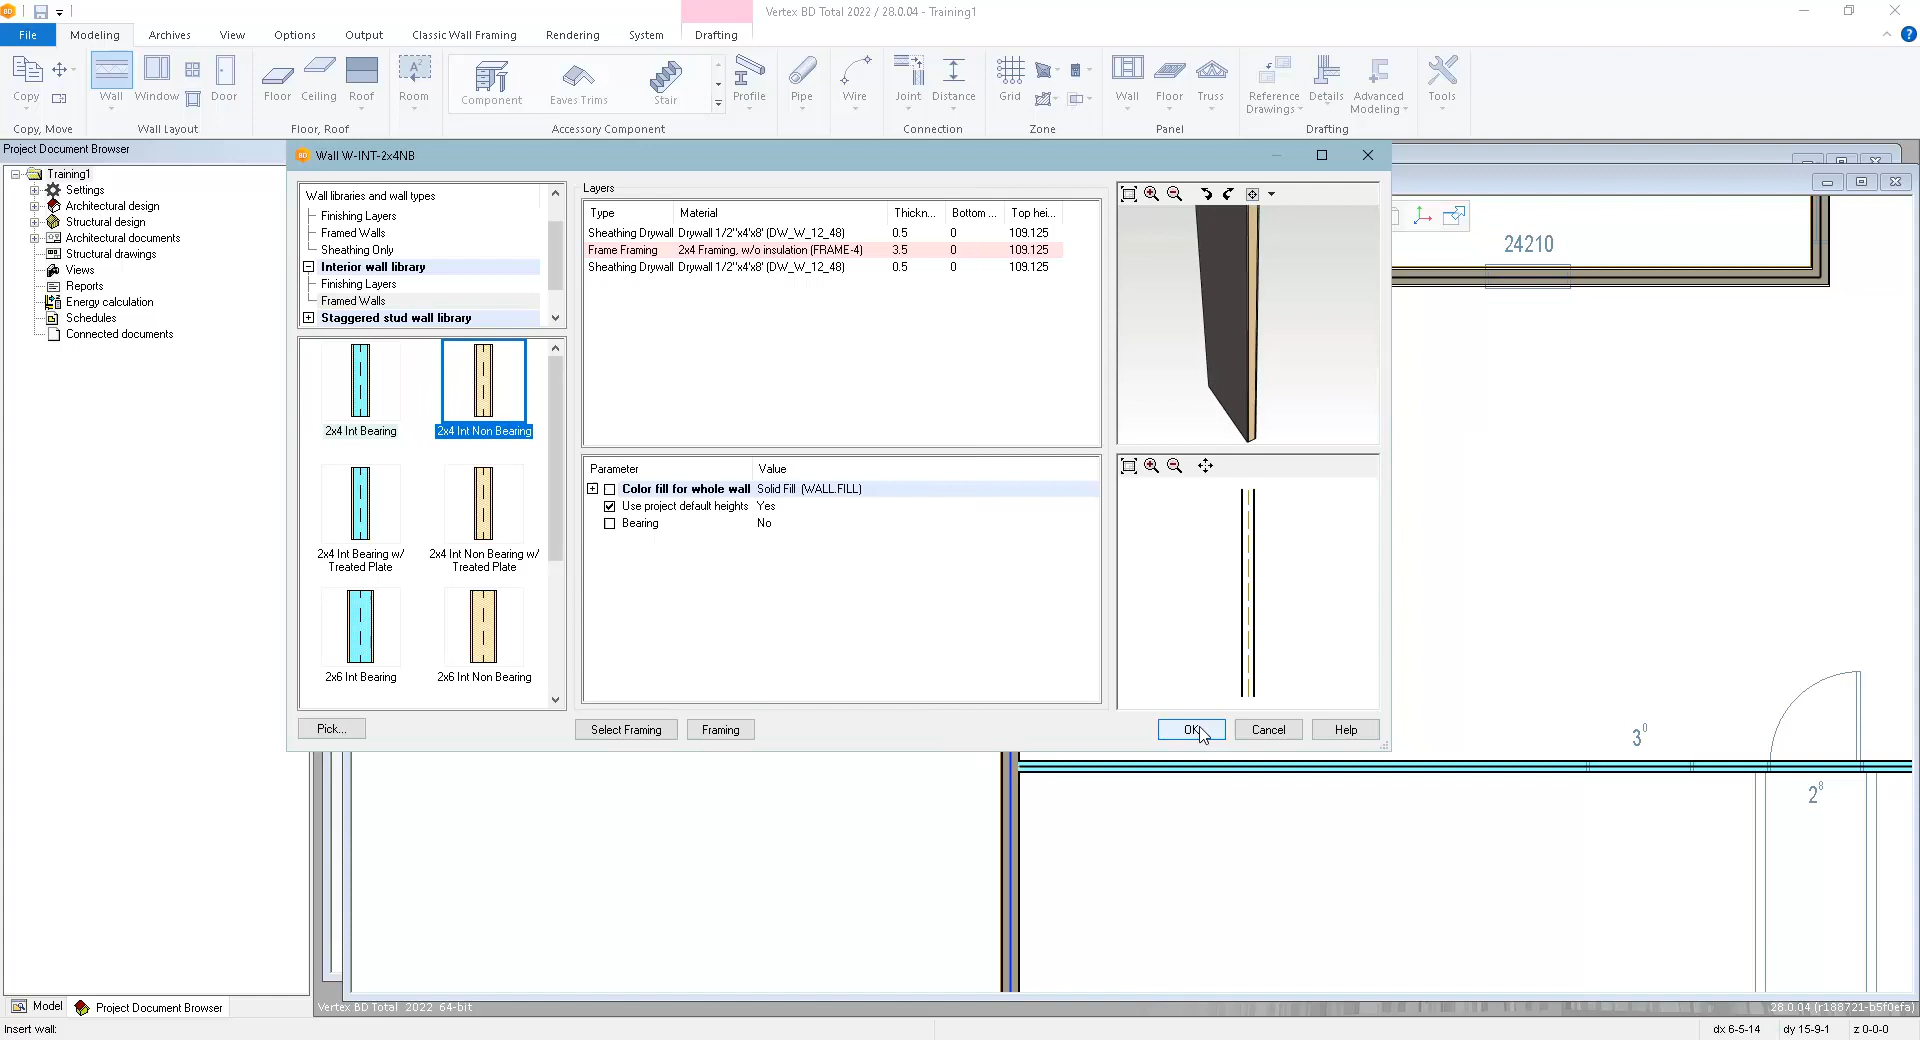 Vertex BD Total 2022 / 28.0.04 - Training1
File Modeling Archives View Options Output Classic Wall Framing Rendering System Drafting
Copy Wall Window Door Floor Ceiling Roof Room Component Eaves Trims Stair Profile Pipe Wire Joint Distance Grid Wall Floor Truss Reference Drawings Details Advanced Modeling Tools
Copy, Move Wall Layout Floor, Roof Accessory Component Connection Zone Panel Drafting
Project Document Browser
Training1
Settings
Architectural design
Structural design
Architectural documents
Structural drawings
Views
Reports
Energy calculation
Schedules
Connected documents
Wall W-INT-2x4NB
Wall libraries and wall types
Finishing Layers
Framed Walls
Sheathing Only
Interior wall library
Finishing Layers
Framed Walls
Staggered stud wall library
2x4 Int Bearing
2x4 Int Non Bearing
2x4 Int Bearing w/
Treated Plate
2x4 Int Non Bearing w/
Treated Plate
2x6 Int Bearing
2x6 Int Non Bearing
Layers
Type Material Thickn... Bottom ... Top hei...
Sheathing Drywall Drywall 1/2"x4'x8' (DW_W_12_48) 0.5 0 109.125
Frame Framing 2x4 Framing, w/o insulation (FRAME-4) 3.5 0 109.125
Sheathing Drywall Drywall 1/2"x4'x8' (DW_W_12_48) 0.5 0 109.125
Parameter Value
Color fill for whole wall Solid Fill (WALL.FILL)
Use project default heights Yes
Bearing No
Pick... Select Framing Framing OK Cancel Help
24210
3⁰
2⁸
Model Project Document Browser
Vertex BD Total 2022 64-bit
28.0.04 (r188721-b5f0efa)
Insert wall:
dx 6-5-14 dy 15-9-1 z 0-0-0